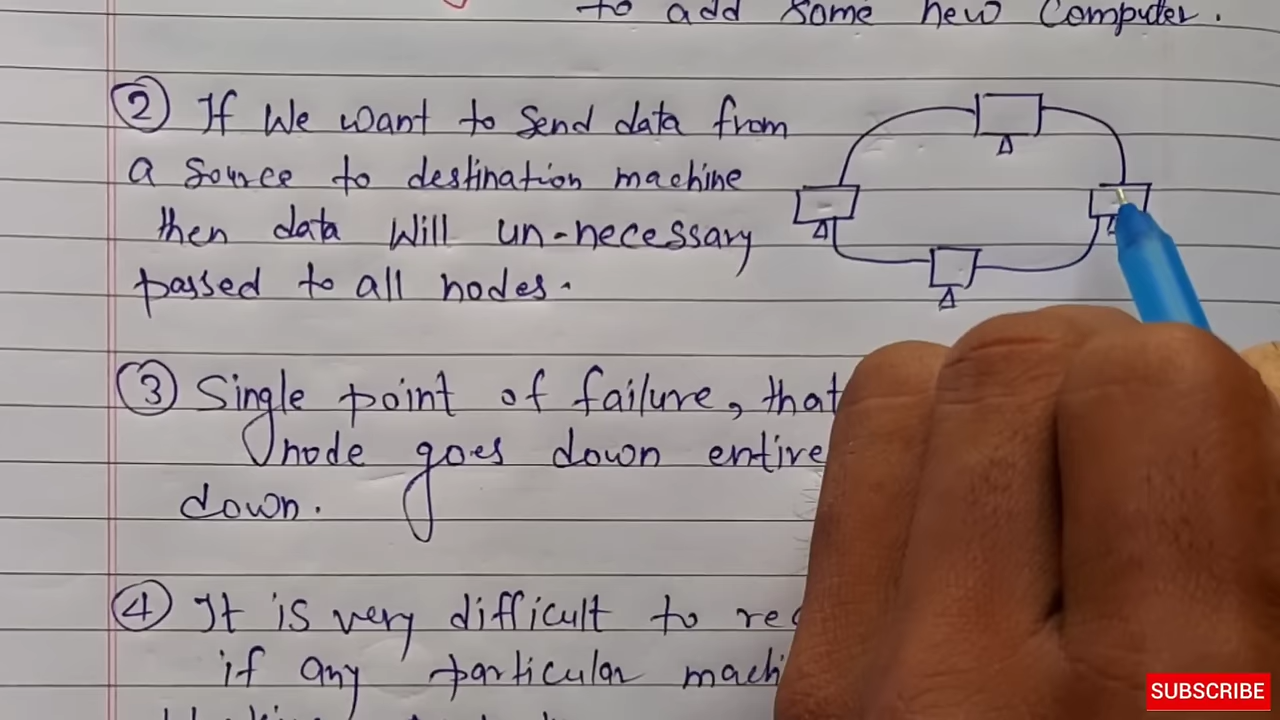 to add some new Computer.
② If We want to Send data from
a Source to destination machine
then data Will un-necessary
passed to all nodes.
③ Single point of failure, that
node goes down entire
down.
④ It is very difficult to
if any particular
SUBSCRIBE